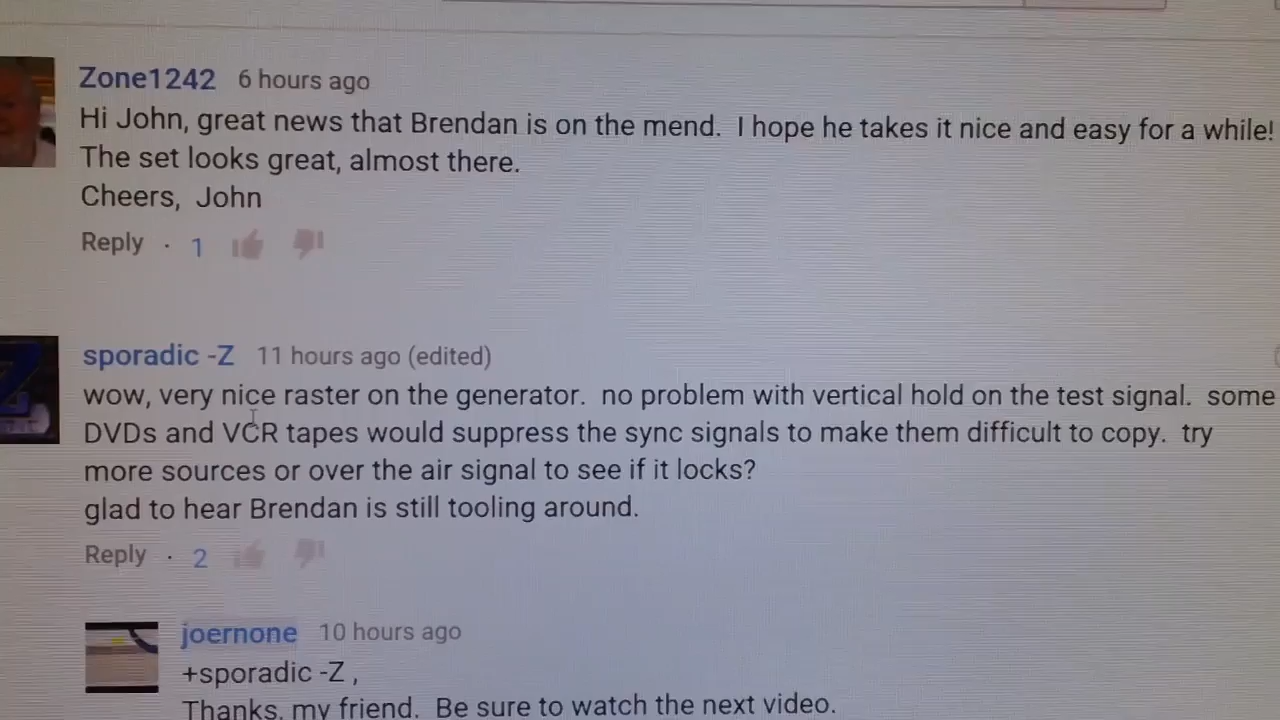 Zone1242 6 hours ago
Hi John, great news that Brendan is on the mend. I hope he takes it nice and easy for a while!
The set looks great, almost there.
Cheers, John
Reply · 1
sporadic -Z 11 hours ago (edited)
wow, very nice raster on the generator. no problem with vertical hold on the test signal. some
DVDs and VCR tapes would suppress the sync signals to make them difficult to copy. try
more sources or over the air signal to see if it locks?
glad to hear Brendan is still tooling around.
Reply · 2
joernone 10 hours ago
+sporadic -Z ,
Thanks, my friend. Be sure to watch the next video.